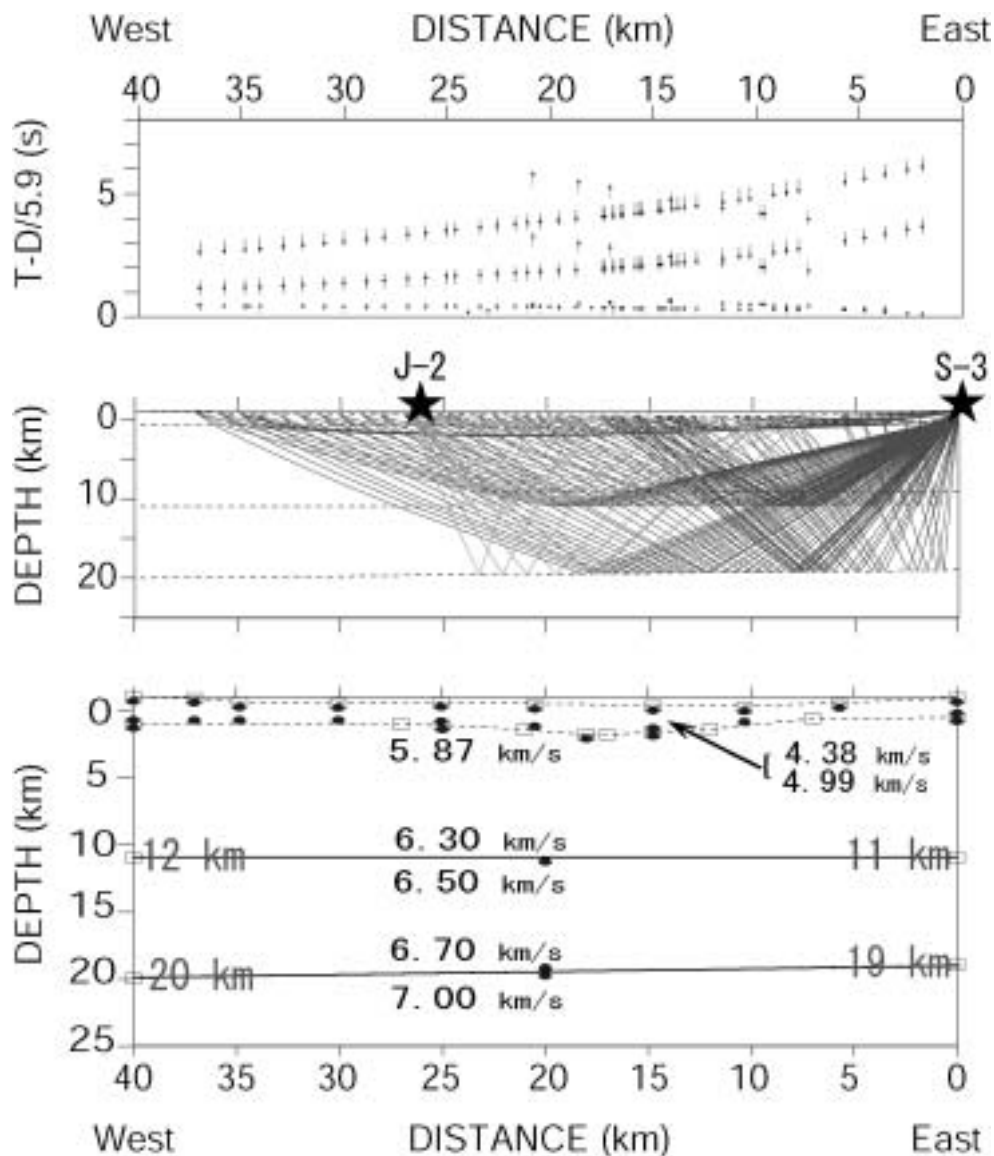 West DISTANCE (km) East
40 35 30 25 20 15 10 5 0
T-D/5.9 (s)
5
0
J-2 S-3
DEPTH (km)
0
10
20
DEPTH (km)
0
5.87 km/s
4.38 km/s
4.99 km/s
5
10
12 km
6.30 km/s
11 km
6.50 km/s
15
6.70 km/s
20
20 km
19 km
7.00 km/s
25
40 35 30 25 20 15 10 5 0
West DISTANCE (km) East